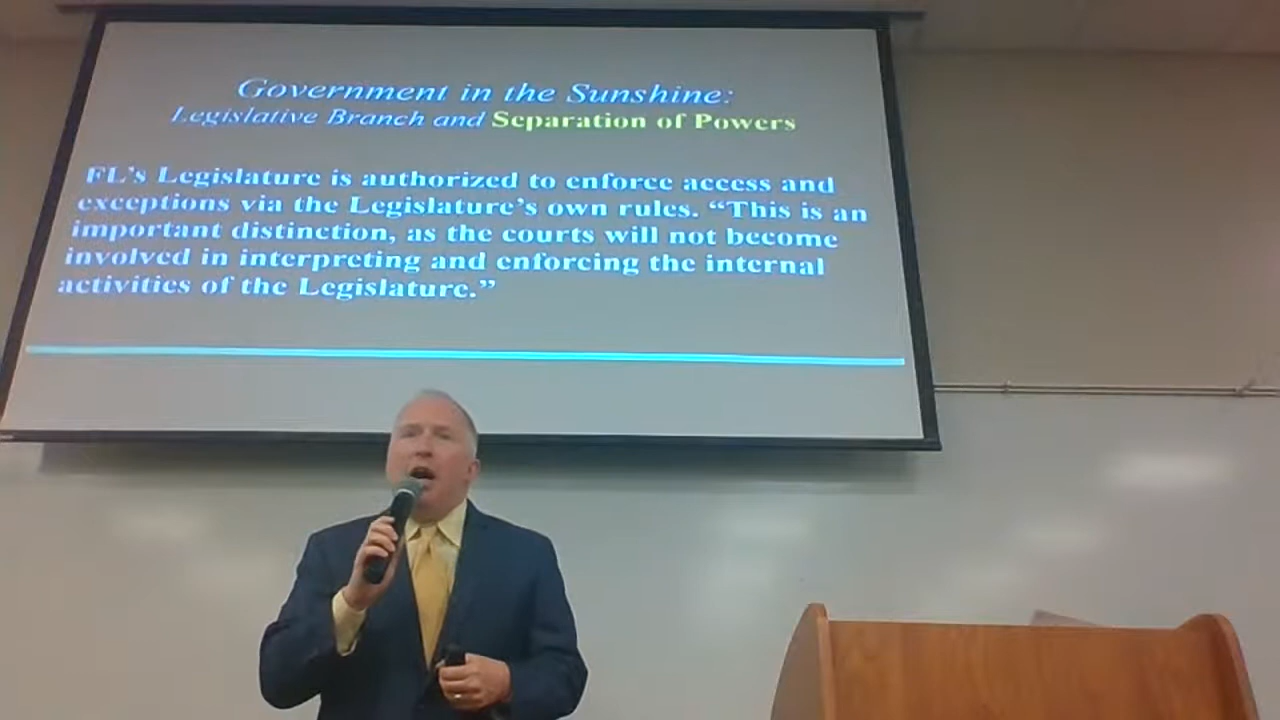 Government in the Sunshine:
Legislative Branch and Separation of Powers
FL's Legislature is authorized to enforce access and
exceptions via the Legislature's own rules. “This is an
important distinction, as the courts will not become
involved in interpreting and enforcing the internal
activities of the Legislature.”